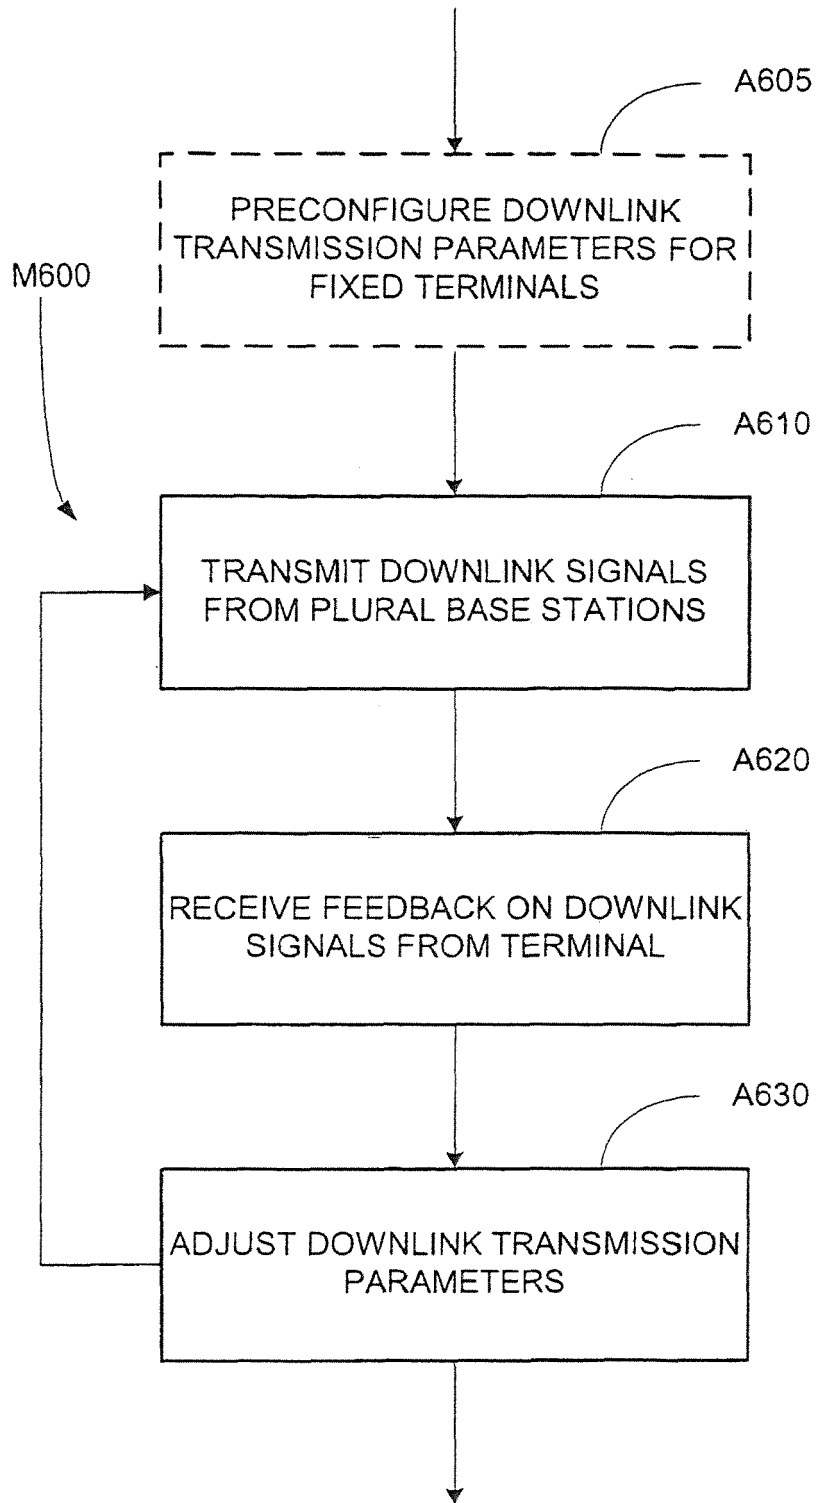 A605
PRECONFIGURE DOWNLINK
TRANSMISSION PARAMETERS FOR
FIXED TERMINALS
M600
A610
TRANSMIT DOWNLINK SIGNALS
FROM PLURAL BASE STATIONS
A620
RECEIVE FEEDBACK ON DOWNLINK
SIGNALS FROM TERMINAL
A630
ADJUST DOWNLINK TRANSMISSION
PARAMETERS